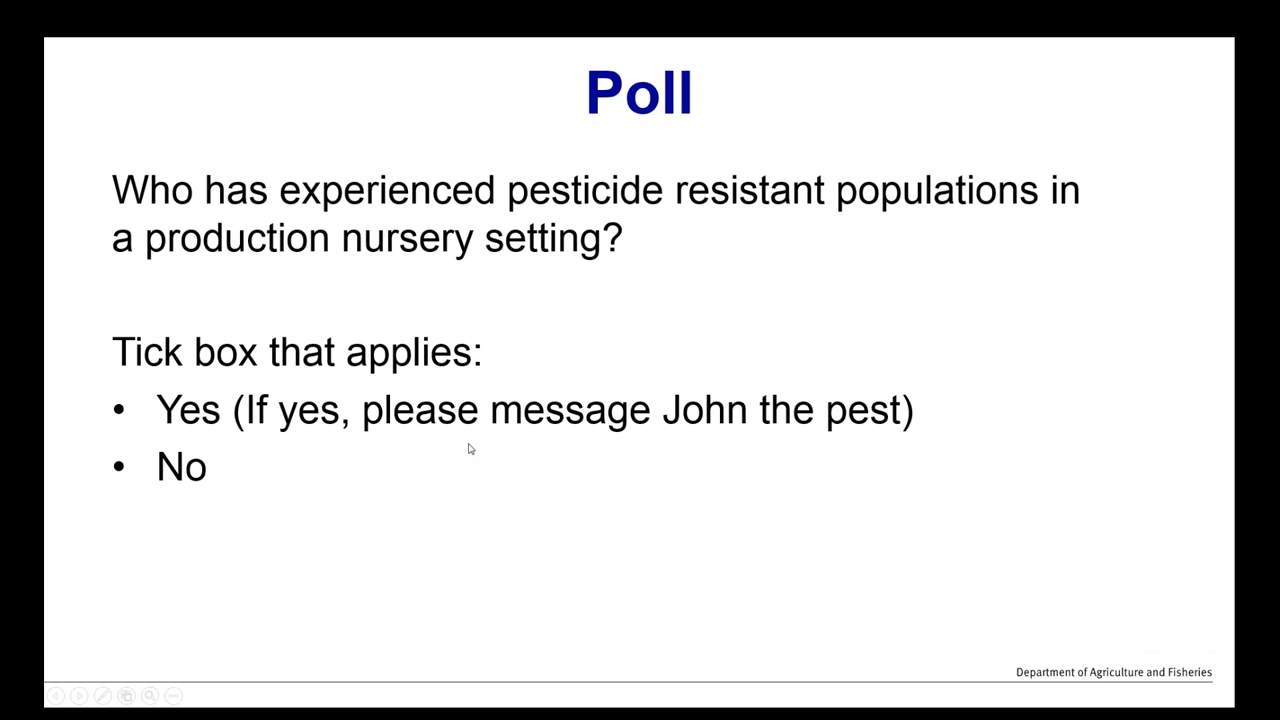 Poll
Who has experienced pesticide resistant populations in
a production nursery setting?
Tick box that applies:
• Yes (If yes, please message John the pest)
• No
Department of Agriculture and Fisheries